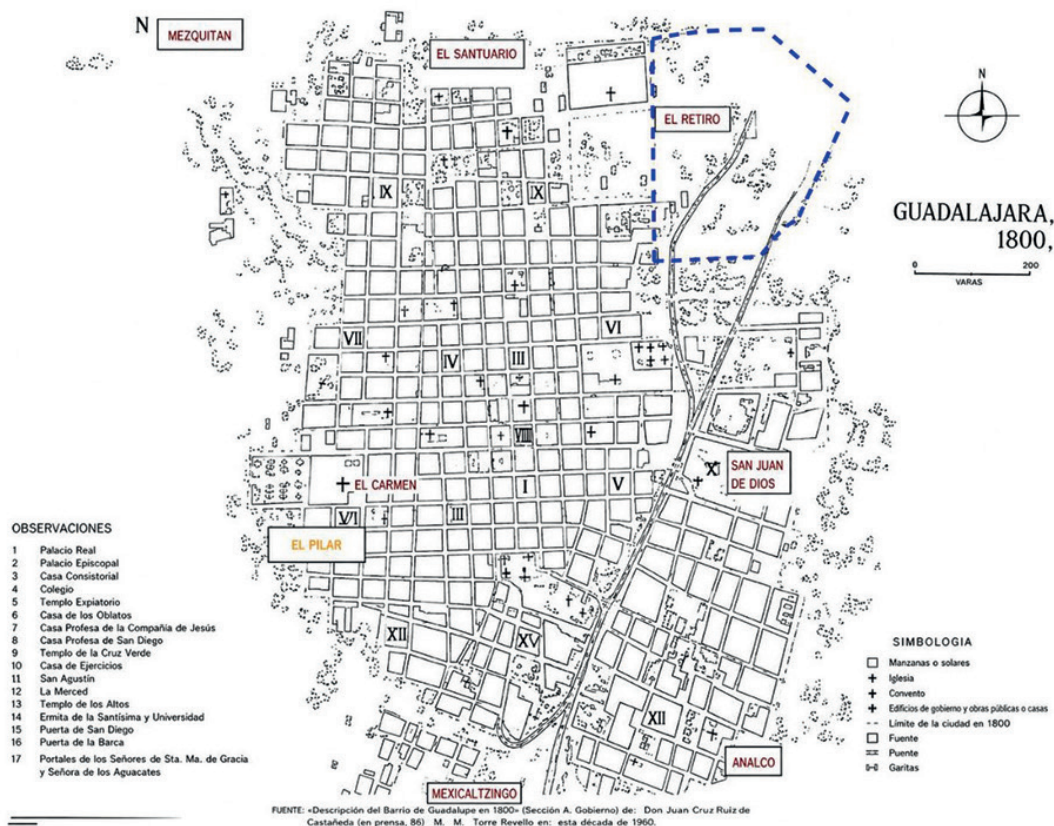 N
MEZQUITAN
EL SANTUARIO
EL RETIRO
N
GUADALAJARA,
1800,
0 200
VARAS
IX
IX
VII
IV
III
VI
VIII
X
SAN JUAN
DE DIOS
EL CARMEN
I
V
VI
III
EL PILAR
XII
XV
XII
ANALCO
MEXICALTZINGO
OBSERVACIONES
1 Palacio Real
2 Palacio Episcopal
3 Casa Consistorial
4 Colegio
5 Templo Expiatorio
6 Casa de los Oblatos
7 Casa Profesa de la Compañía de Jesús
8 Casa Profesa de San Diego
9 Templo de la Cruz Verde
10 Casa de Ejercicios
11 San Agustín
12 La Merced
13 Templo de los Altos
14 Ermita de la Santísima y Universidad
15 Puerta de San Diego
16 Puerta de la Barca
17 Portales de los Señores de Sta. Ma. de Gracia
y Señora de los Aguacates
SIMBOLOGIA
Manzanas o solares
Iglesia
Convento
Edificios de gobierno y obras públicas o casas
Límite de la ciudad en 1800
Fuente
Puente
Garitas
FUENTE: «Descripción del Barrio de Guadalupe en 1800» (Sección A. Gobierno) de: Don Juan Cruz Ruiz de
Castañeda (en prensa, 86) M. M. Torre Revello en: esta década de 1960.